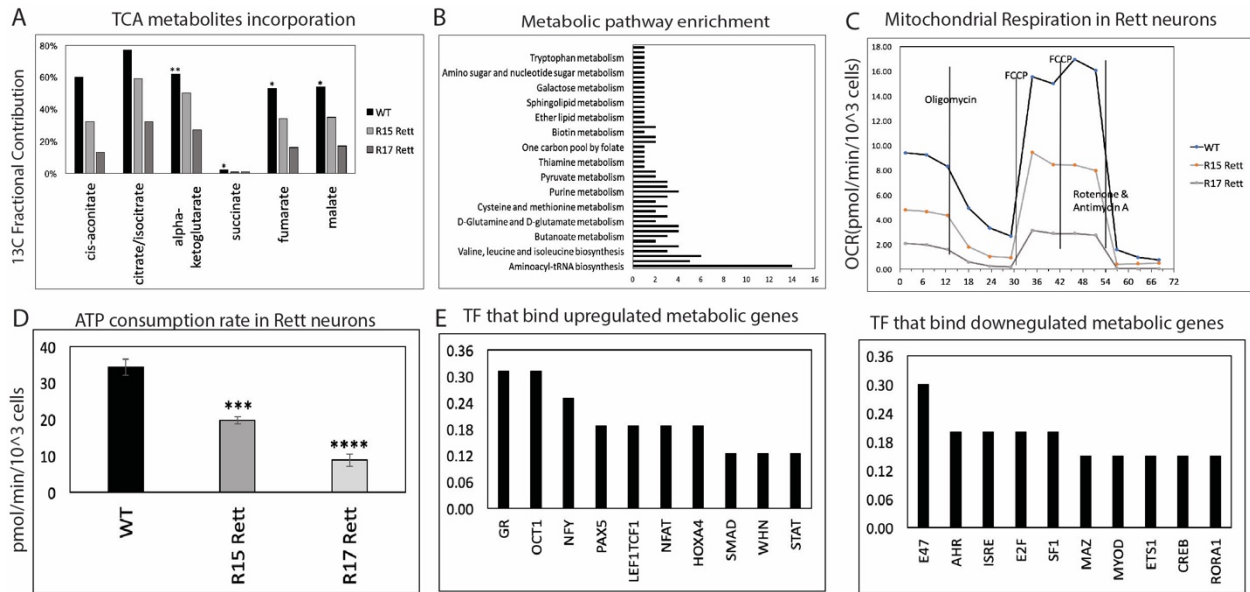 A
TCA metabolites incorporation
13C Fractional Contribution
80%
60%
40%
20%
0%
**
*
*
*
WT
R15 Rett
R17 Rett
cis-aconitate
citrate/isocitrate
alpha-
ketoglutarate
succinate
fumarate
malate
B
Metabolic pathway enrichment
Tryptophan metabolism
Amino sugar and nucleotide sugar metabolism
Galactose metabolism
Sphingolipid metabolism
Ether lipid metabolism
Biotin metabolism
One carbon pool by folate
Thiamine metabolism
Pyruvate metabolism
Purine metabolism
Cysteine and methionine metabolism
D-Glutamine and D-glutamate metabolism
Butanoate metabolism
Valine, leucine and isoleucine biosynthesis
Aminoacyl-tRNA biosynthesis
0 2 4 6 8 10 12 14 16
C
Mitochondrial Respiration in Rett neurons
OCR(pmol/min/10^3 cells)
18.00
16.00
14.00
12.00
10.00
8.00
6.00
4.00
2.00
0.00
Oligomycin
FCCP
FCCP
Rotenone &
Antimycin A
WT
R15 Rett
R17 Rett
0 6 12 18 24 30 36 42 48 54 60 66 72
D
ATP consumption rate in Rett neurons
pmol/min/10^3 cells
40
30
20
10
0
***
****
WT
R15 Rett
R17 Rett
E
TF that bind upregulated metabolic genes
0.36
0.30
0.24
0.18
0.12
0.06
0.00
GR
OCT1
NFY
PAX5
LEF1TCF1
NFAT
HOXA4
SMAD
WHN
STAT
TF that bind downegulated metabolic genes
0.36
0.30
0.24
0.18
0.12
0.06
0.00
E47
AHR
ISRE
E2F
SF1
MAZ
MYOD
ETS1
CREB
RORA1